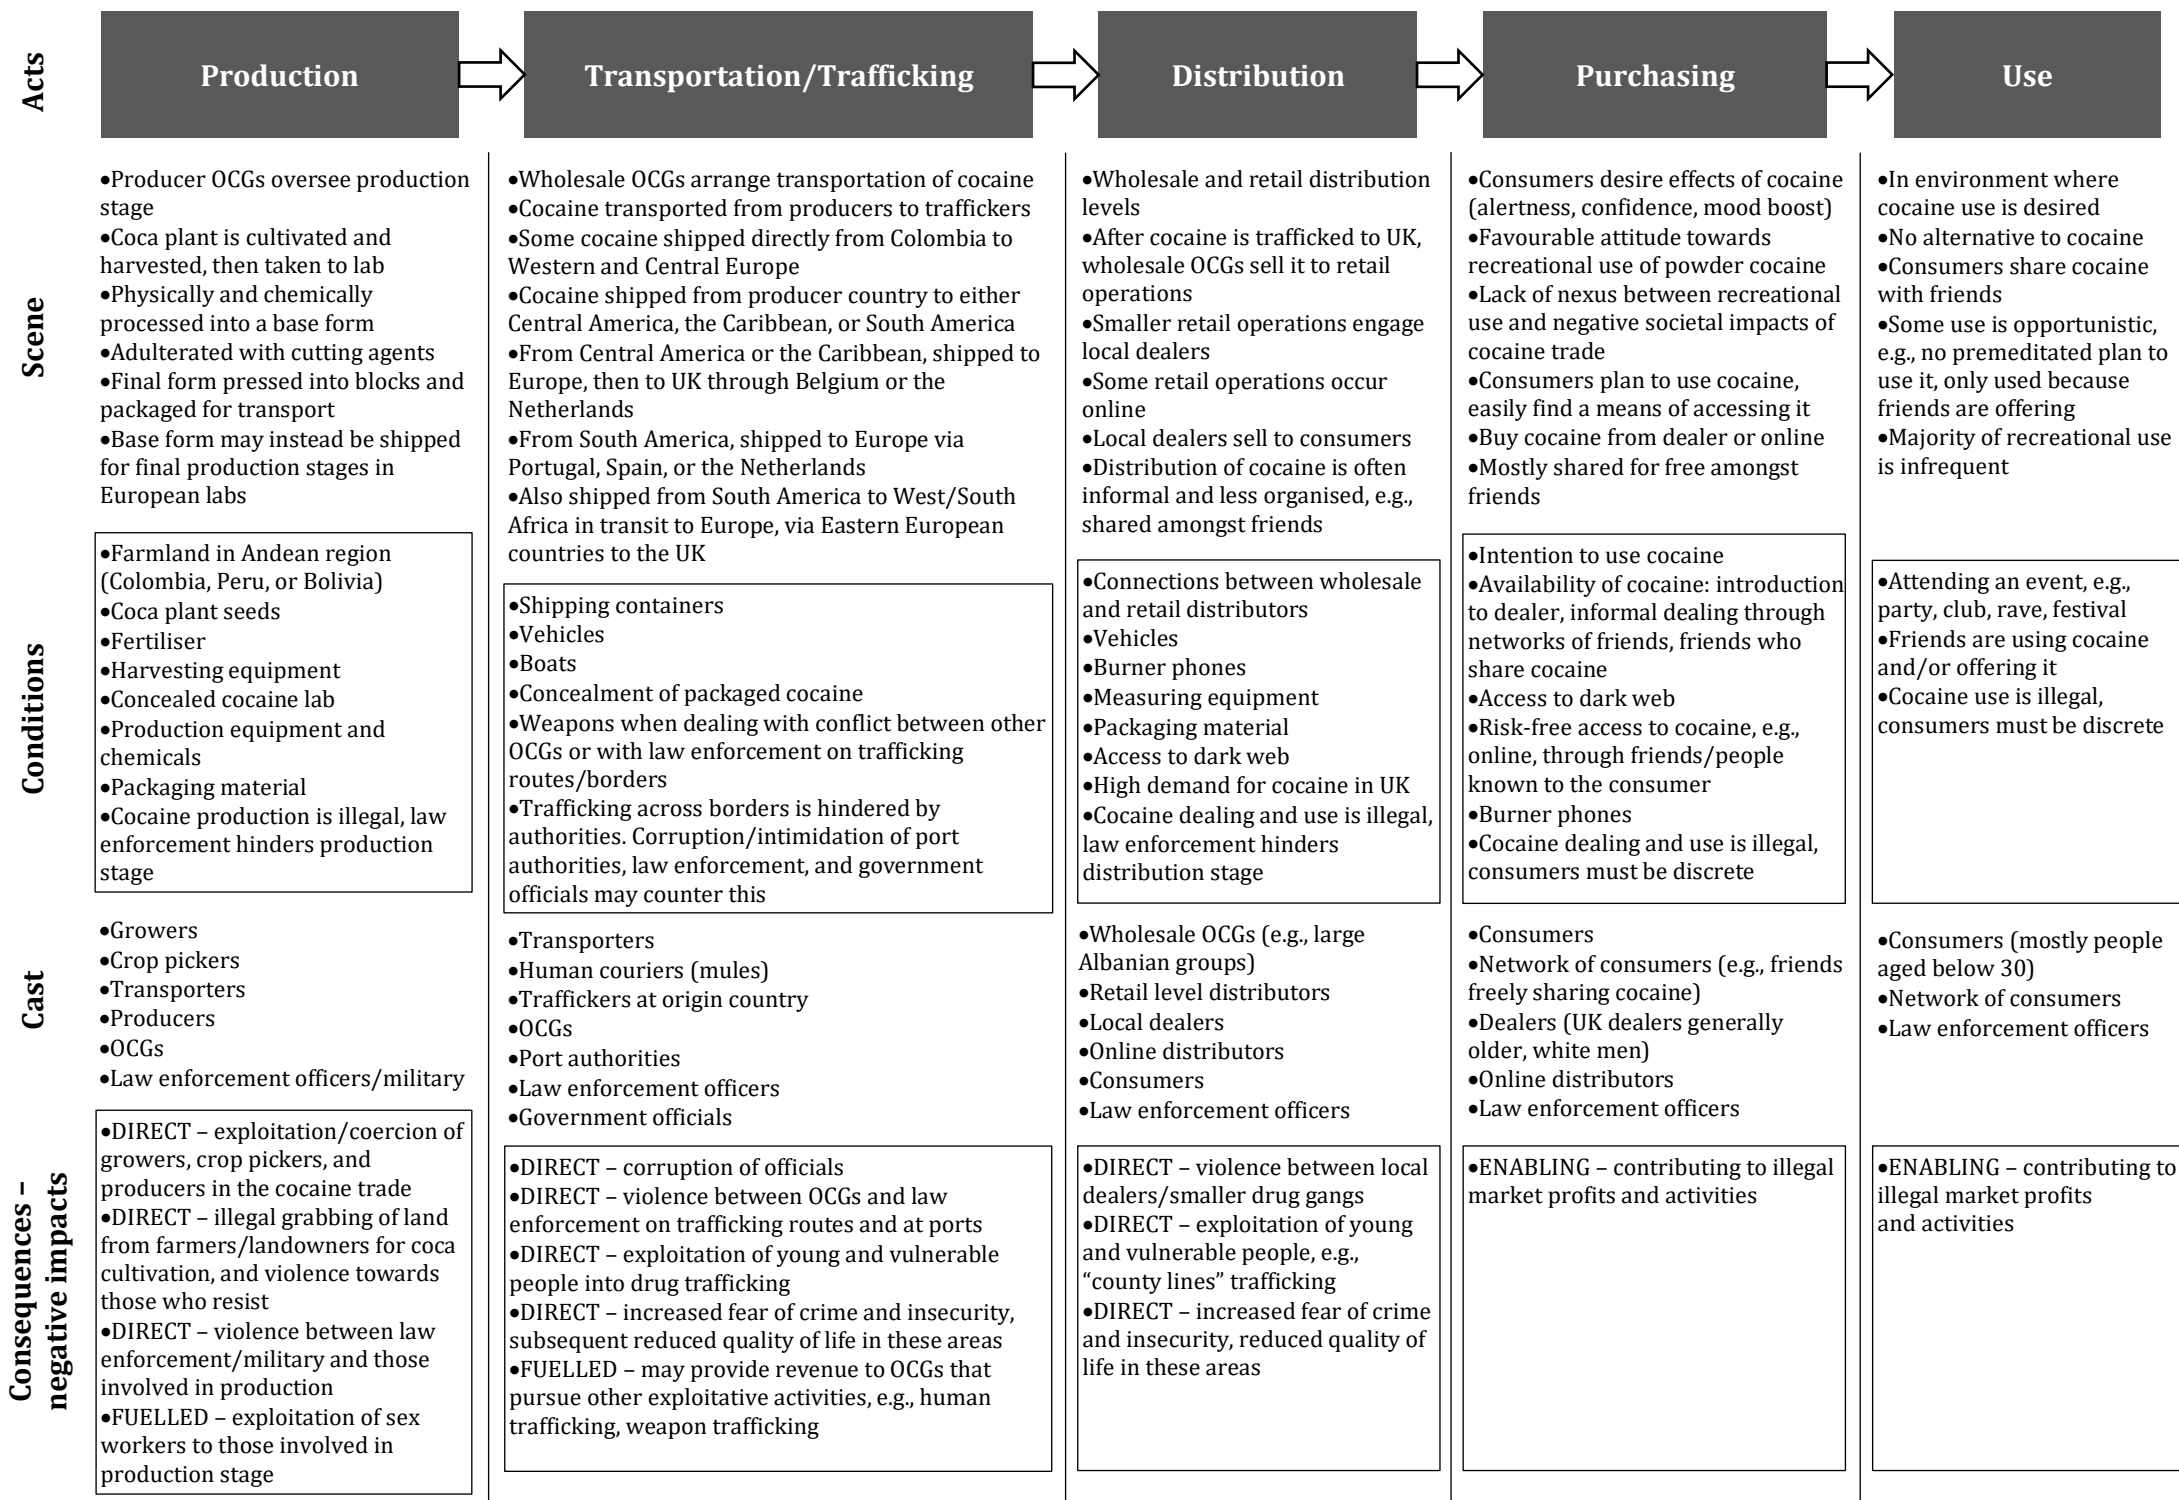 Acts
Production
Transportation/Trafficking
Distribution
Purchasing
Use
Scene
•Producer OCGs oversee production
stage
•Coca plant is cultivated and
harvested, then taken to lab
•Physically and chemically
processed into a base form
•Adulterated with cutting agents
•Final form pressed into blocks and
packaged for transport
•Base form may instead be shipped
for final production stages in
European labs
•Wholesale OCGs arrange transportation of cocaine
•Cocaine transported from producers to traffickers
•Some cocaine shipped directly from Colombia to
Western and Central Europe
•Cocaine shipped from producer country to either
Central America, the Caribbean, or South America
•From Central America or the Caribbean, shipped to
Europe, then to UK through Belgium or the
Netherlands
•From South America, shipped to Europe via
Portugal, Spain, or the Netherlands
•Also shipped from South America to West/South
Africa in transit to Europe, via Eastern European
countries to the UK
•Wholesale and retail distribution
levels
•After cocaine is trafficked to UK,
wholesale OCGs sell it to retail
operations
•Smaller retail operations engage
local dealers
•Some retail operations occur
online
•Local dealers sell to consumers
•Distribution of cocaine is often
informal and less organised, e.g.,
shared amongst friends
•Consumers desire effects of cocaine
(alertness, confidence, mood boost)
•Favourable attitude towards
recreational use of powder cocaine
•Lack of nexus between recreational
use and negative societal impacts of
cocaine trade
•Consumers plan to use cocaine,
easily find a means of accessing it
•Buy cocaine from dealer or online
•Mostly shared for free amongst
friends
•In environment where
cocaine use is desired
•No alternative to cocaine
•Consumers share cocaine
with friends
•Some use is opportunistic,
e.g., no premeditated plan to
use it, only used because
friends are offering
•Majority of recreational use
is infrequent
Conditions
•Farmland in Andean region
(Colombia, Peru, or Bolivia)
•Coca plant seeds
•Fertiliser
•Harvesting equipment
•Concealed cocaine lab
•Production equipment and
chemicals
•Packaging material
•Cocaine production is illegal, law
enforcement hinders production
stage
•Shipping containers
•Vehicles
•Boats
•Concealment of packaged cocaine
•Weapons when dealing with conflict between other
OCGs or with law enforcement on trafficking
routes/borders
•Trafficking across borders is hindered by
authorities. Corruption/intimidation of port
authorities, law enforcement, and government
officials may counter this
•Connections between wholesale
and retail distributors
•Vehicles
•Burner phones
•Measuring equipment
•Packaging material
•Access to dark web
•High demand for cocaine in UK
•Cocaine dealing and use is illegal,
law enforcement hinders
distribution stage
•Intention to use cocaine
•Availability of cocaine: introduction
to dealer, informal dealing through
networks of friends, friends who
share cocaine
•Access to dark web
•Risk-free access to cocaine, e.g.,
online, through friends/people
known to the consumer
•Burner phones
•Cocaine dealing and use is illegal,
consumers must be discrete
•Attending an event, e.g.,
party, club, rave, festival
•Friends are using cocaine
and/or offering it
•Cocaine use is illegal,
consumers must be discrete
Cast
•Growers
•Crop pickers
•Transporters
•Producers
•OCGs
•Law enforcement officers/military
•Transporters
•Human couriers (mules)
•Traffickers at origin country
•OCGs
•Port authorities
•Law enforcement officers
•Government officials
•Wholesale OCGs (e.g., large
Albanian groups)
•Retail level distributors
•Local dealers
•Online distributors
•Consumers
•Law enforcement officers
•Consumers
•Network of consumers (e.g., friends
freely sharing cocaine)
•Dealers (UK dealers generally
older, white men)
•Online distributors
•Law enforcement officers
•Consumers (mostly people
aged below 30)
•Network of consumers
•Law enforcement officers
Consequences –
negative impacts
•DIRECT – exploitation/coercion of
growers, crop pickers, and
producers in the cocaine trade
•DIRECT – illegal grabbing of land
from farmers/landowners for coca
cultivation, and violence towards
those who resist
•DIRECT – violence between law
enforcement/military and those
involved in production
•FUELLED – exploitation of sex
workers to those involved in
production stage
•DIRECT – corruption of officials
•DIRECT – violence between OCGs and law
enforcement on trafficking routes and at ports
•DIRECT – exploitation of young and vulnerable
people into drug trafficking
•DIRECT – increased fear of crime and insecurity,
subsequent reduced quality of life in these areas
•FUELLED – may provide revenue to OCGs that
pursue other exploitative activities, e.g., human
trafficking, weapon trafficking
•DIRECT – violence between local
dealers/smaller drug gangs
•DIRECT – exploitation of young
and vulnerable people, e.g.,
“county lines” trafficking
•DIRECT – increased fear of crime
and insecurity, reduced quality of
life in these areas
•ENABLING – contributing to illegal
market profits and activities
•ENABLING – contributing to
illegal market profits
and activities